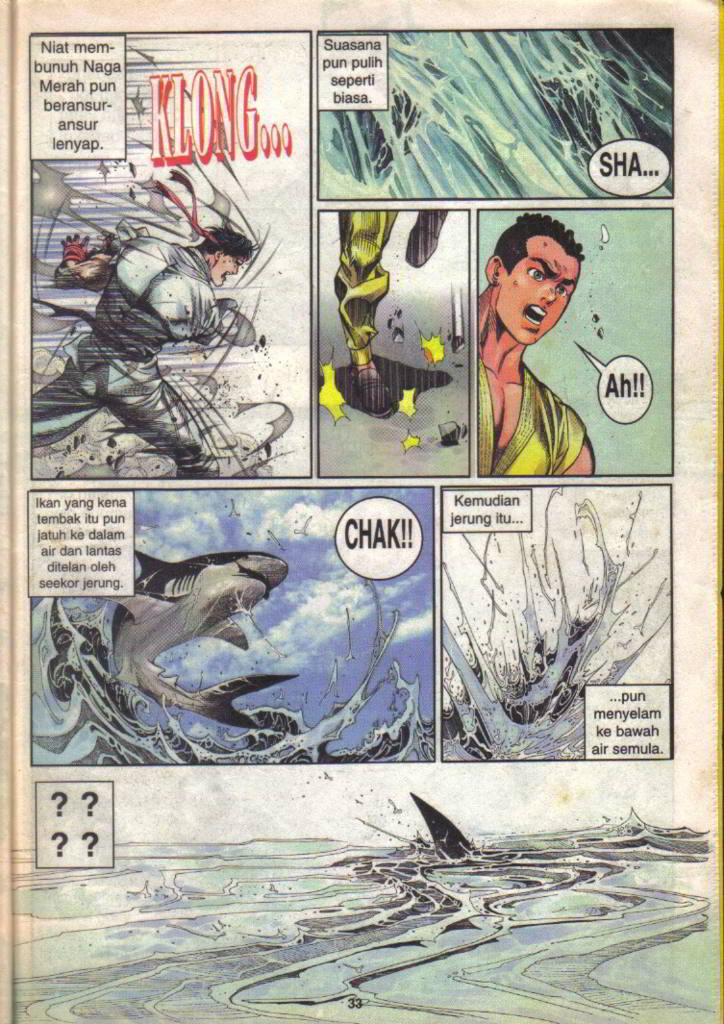 Niat mem-
bunuh Naga
Merah pun
beransur-
ansur
lenyap.
KLONG...
Suasana
pun pulih
seperti
biasa.
SHA...
Ah!!
Ikan yang kena
tembak itu pun
jatuh ke dalam
air dan lantas
ditelan oleh
seekor jerung.
CHAK!!
Kemudian
jerung itu...
...pun
menyelam
ke bawah
air semula.
? ?
? ?
33